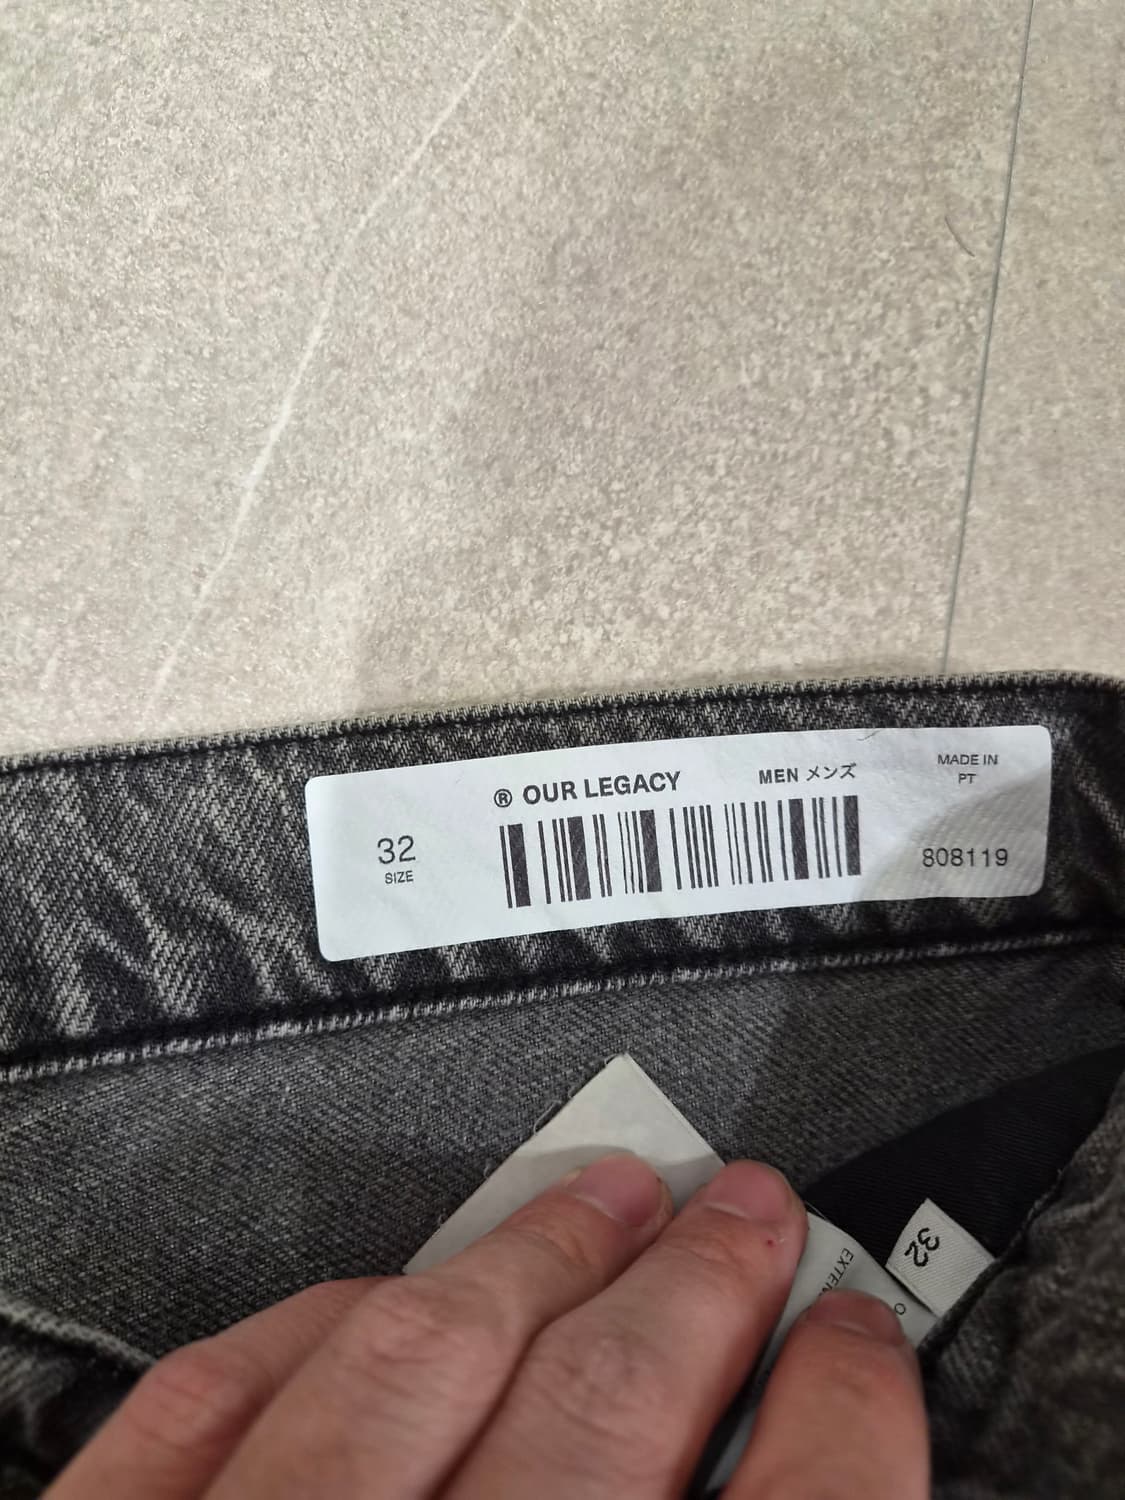 ® OUR LEGACY
MEN メンズ
MADE IN
PT
32
SIZE
808119
32